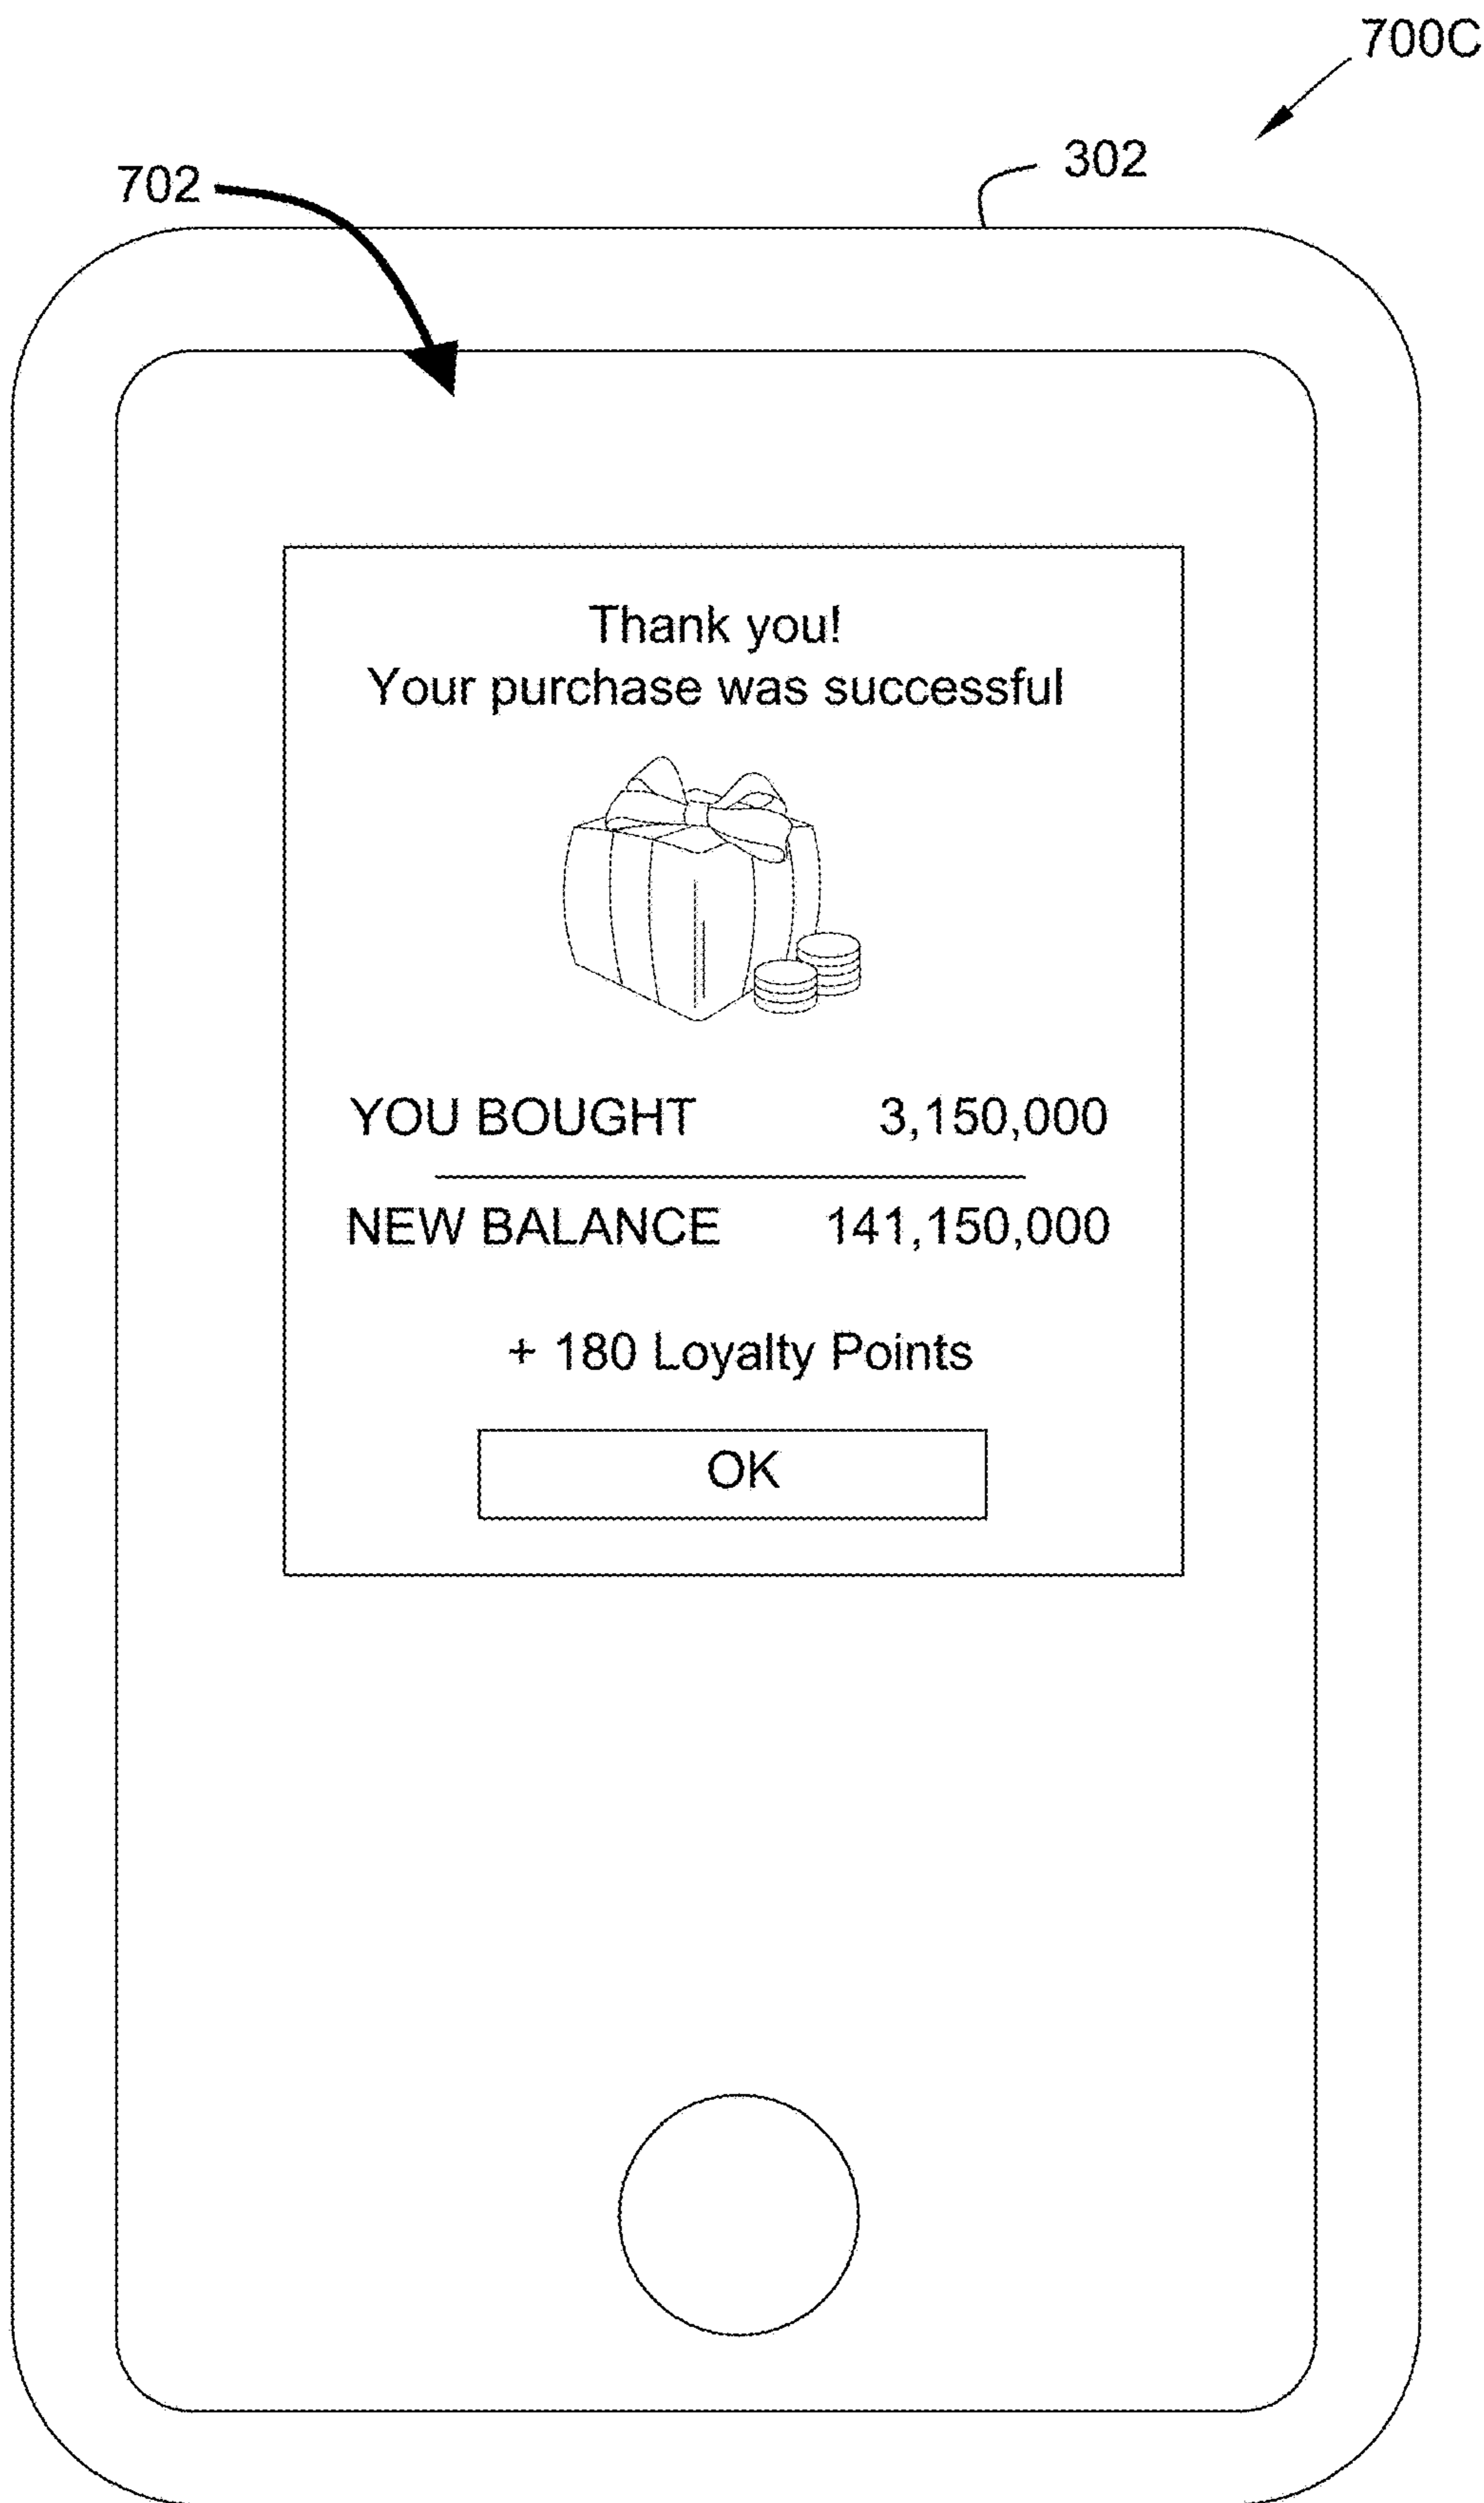 700C
302
702
Thank you!
Your purchase was successful
YOU BOUGHT 3,150,000
NEW BALANCE 141,150,000
+ 180 Loyalty Points
OK